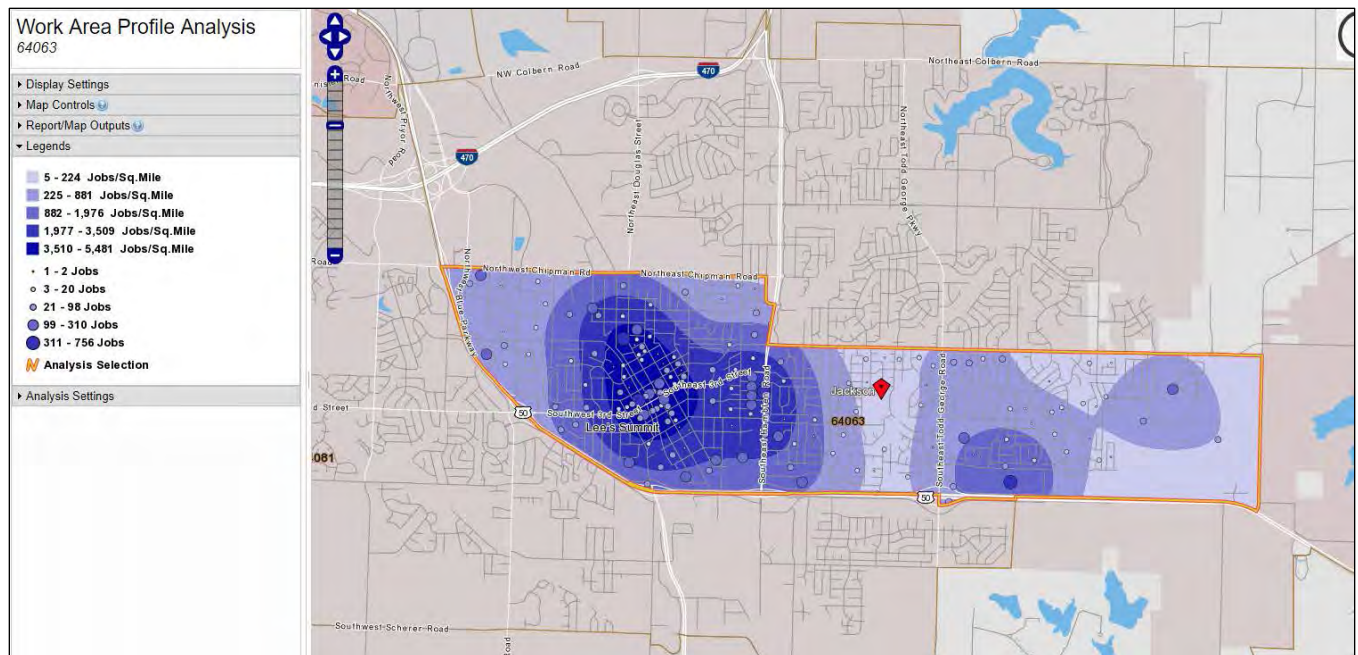 Work Area Profile Analysis
64063
Display Settings
Map Controls
Report/Map Outputs
Legends
5 - 224 Jobs/Sq.Mile
225 - 881 Jobs/Sq.Mile
882 - 1,976 Jobs/Sq.Mile
1,977 - 3,509 Jobs/Sq.Mile
3,510 - 5,481 Jobs/Sq.Mile
1 - 2 Jobs
3 - 20 Jobs
21 - 98 Jobs
99 - 310 Jobs
311 - 756 Jobs
Analysis Selection
Analysis Settings
NW Colbern Road
Northeast Colbern Road
470
Road
Northwest Pryor Road
470
Northeast Douglas Street
Northeast Todd George Pkwy
Road
Northwest Chipman Rd
Northeast Chipman Road
Northwest Blue Parkway
Southeast 3rd Street
Jackson
d Street
50
Southwest 3rd Street
Lee's Summit
64063
Southeast Todd George Road
50
Southwest Scherer Road
Road